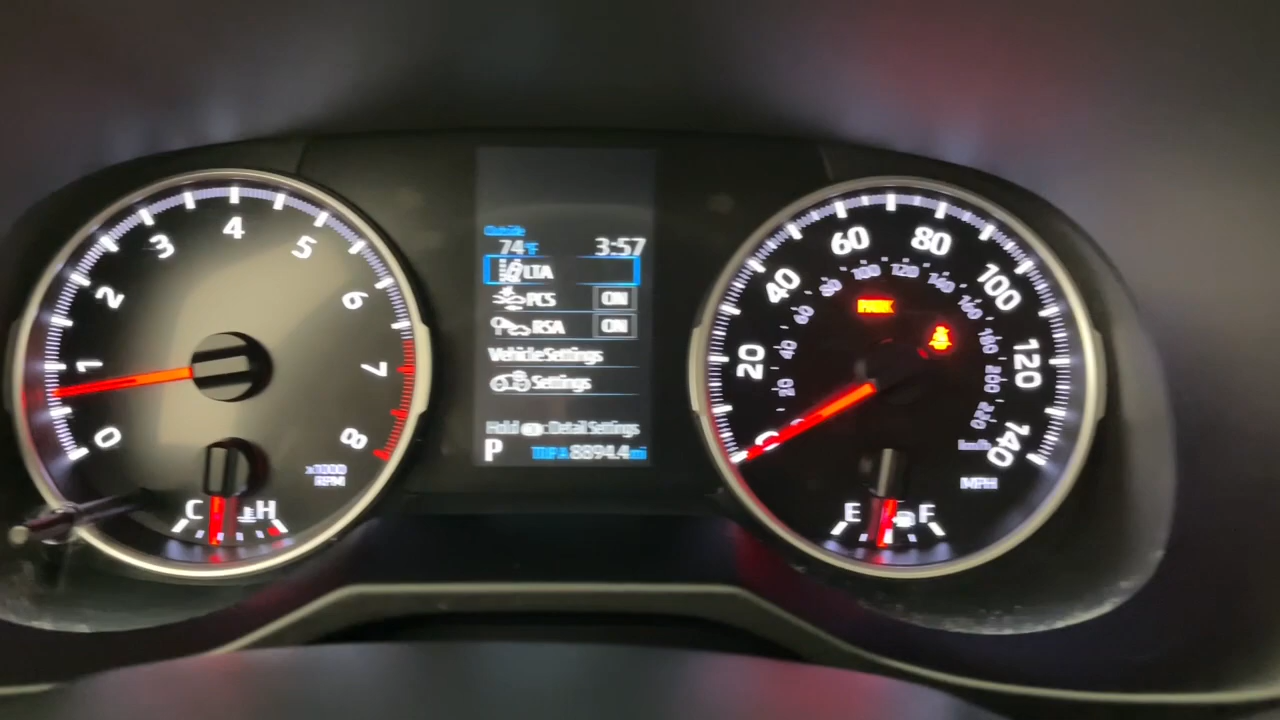 0 1 2 3 4 5 6 7 8
x1000
RPM
C H
Outside
74°F 3:57
LTA
PCS ON
RSA ON
Vehicle Settings
Settings
Hold Detail Settings
P TRIP A 8894.4 mi
0 20 40 60 80 100 120 140
20 40 60 80 100 120 140 160 180 200 220
km/h
MPH
PARK
E F